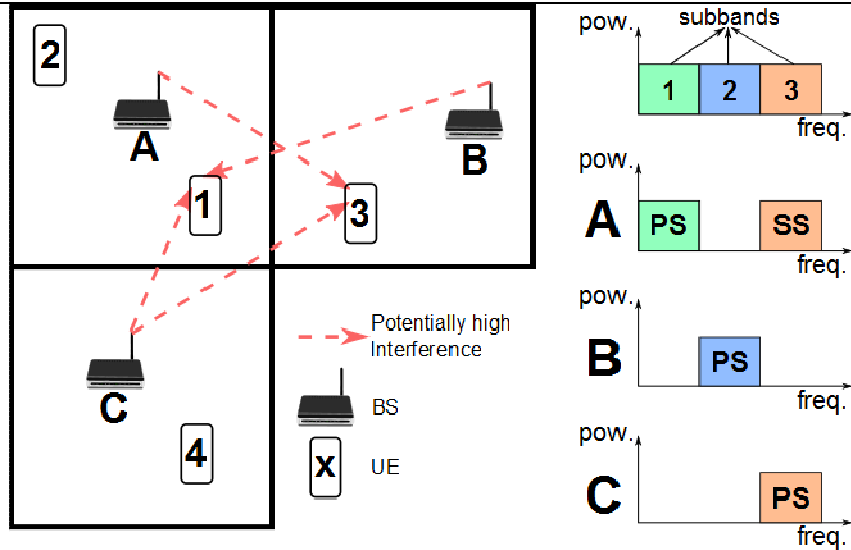 2
A
B
1
3
C
4
Potentially high
Interference
BS
x
UE
pow.
subbands
1
2
3
freq.
pow.
A
PS
SS
freq.
pow.
B
PS
freq.
pow.
C
PS
freq.